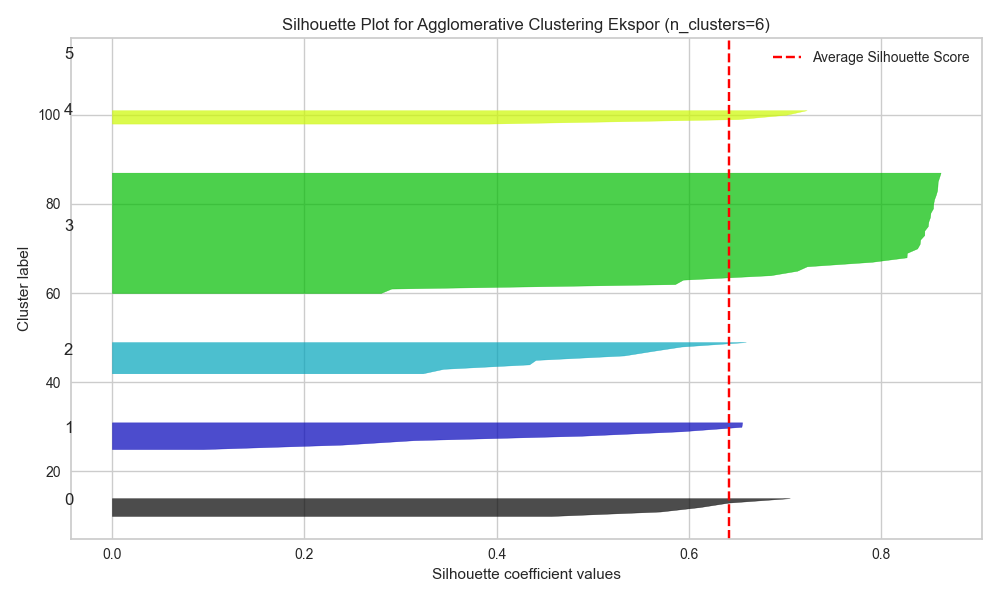 Silhouette Plot for Agglomerative Clustering Ekspor (n_clusters=6)
Average Silhouette Score
5
4
3
2
1
0
100
80
60
40
20
Cluster label
0.0 0.2 0.4 0.6 0.8
Silhouette coefficient values